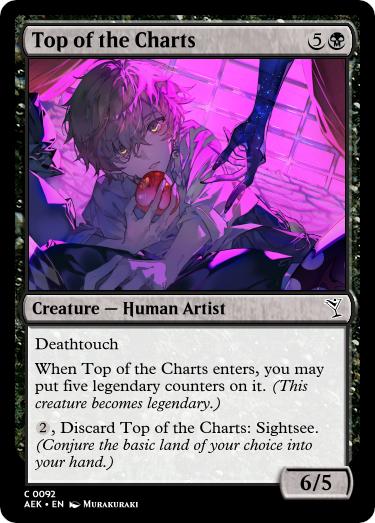 Top of the Charts 5
Creature — Human Artist
Deathtouch
When Top of the Charts enters, you may
put five legendary counters on it. (This
creature becomes legendary.)
2, Discard Top of the Charts: Sightsee.
(Conjure the basic land of your choice into
your hand.)
6/5
C 0092
AEK • EN Murakuraki